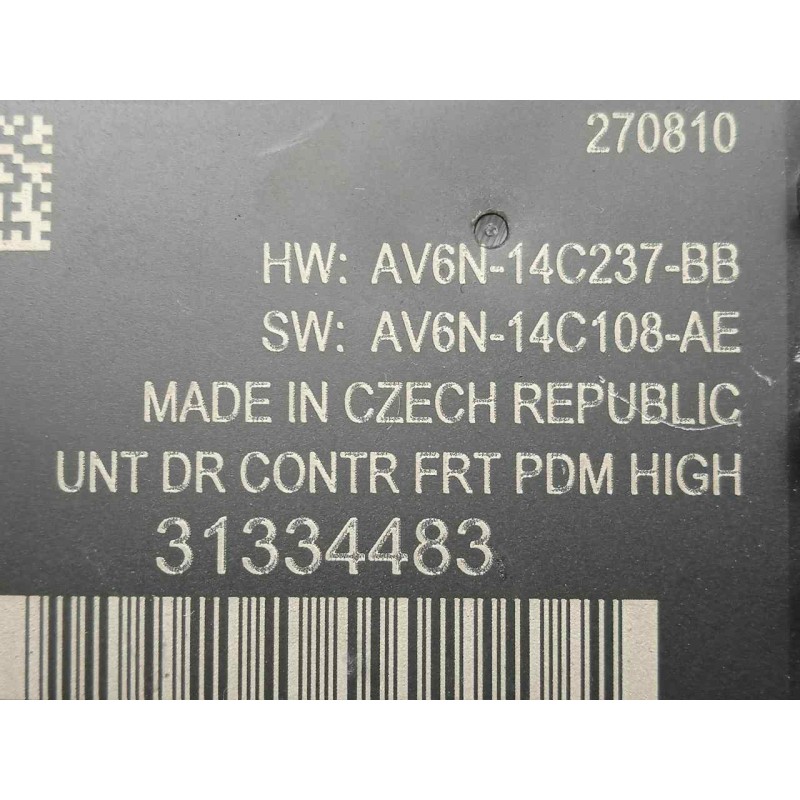 270810
HW: AV6N-14C237-BB
SW: AV6N-14C108-AE
MADE IN CZECH REPUBLIC
UNT DR CONTR FRT PDM HIGH
31334483